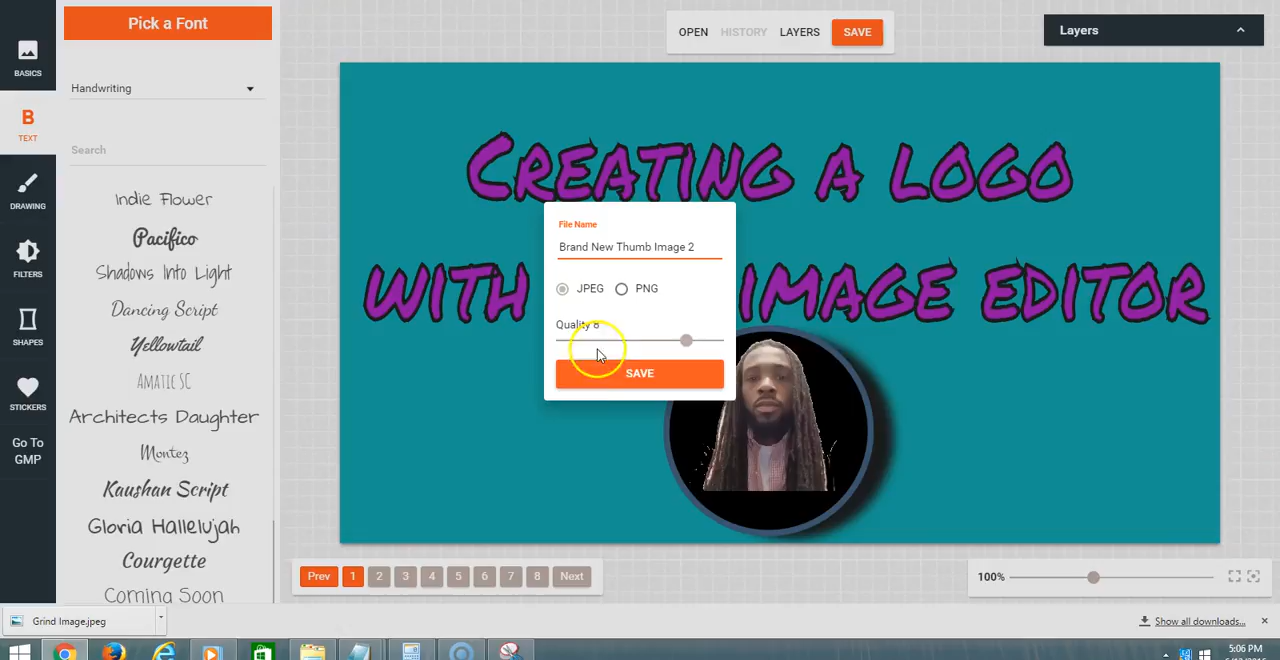 Pick a Font
OPEN HISTORY LAYERS SAVE
Layers
BASICS
Handwriting
B
TEXT
Search
DRAWING
FILTERS
SHAPES
STICKERS
Go To
GMP
Indie Flower
Pacifico
Shadows Into Light
Dancing Script
Yellowtail
Amatic SC
Architects Daughter
Montez
Kaushan Script
Gloria Hallelujah
Courgette
Coming Soon
Creating a logo
with
image editor
File Name
Brand New Thumb Image 2
JPEG PNG
Quality 8
SAVE
Prev 1 2 3 4 5 6 7 8 Next
100%
Grind Image.jpeg
Show all downloads...
5:06 PM